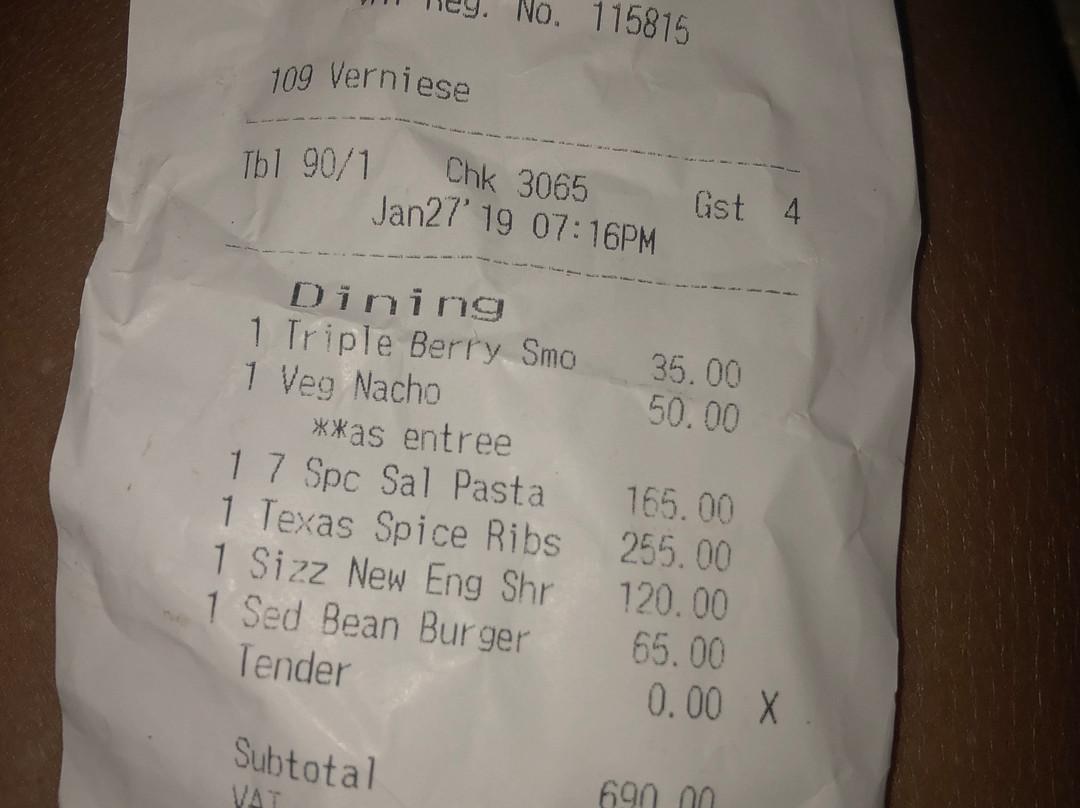 Reg. No. 115815
109 Verniese
Tbl 90/1 Chk 3065 Gst 4
Jan27'19 07:16PM
Dining
1 Triple Berry Smo 35.00
1 Veg Nacho 50.00
**as entree
1 7 Spc Sal Pasta 165.00
1 Texas Spice Ribs 255.00
1 Sizz New Eng Shr 120.00
1 Sed Bean Burger 65.00
Tender 0.00 X
Subtotal 690.00
VAT